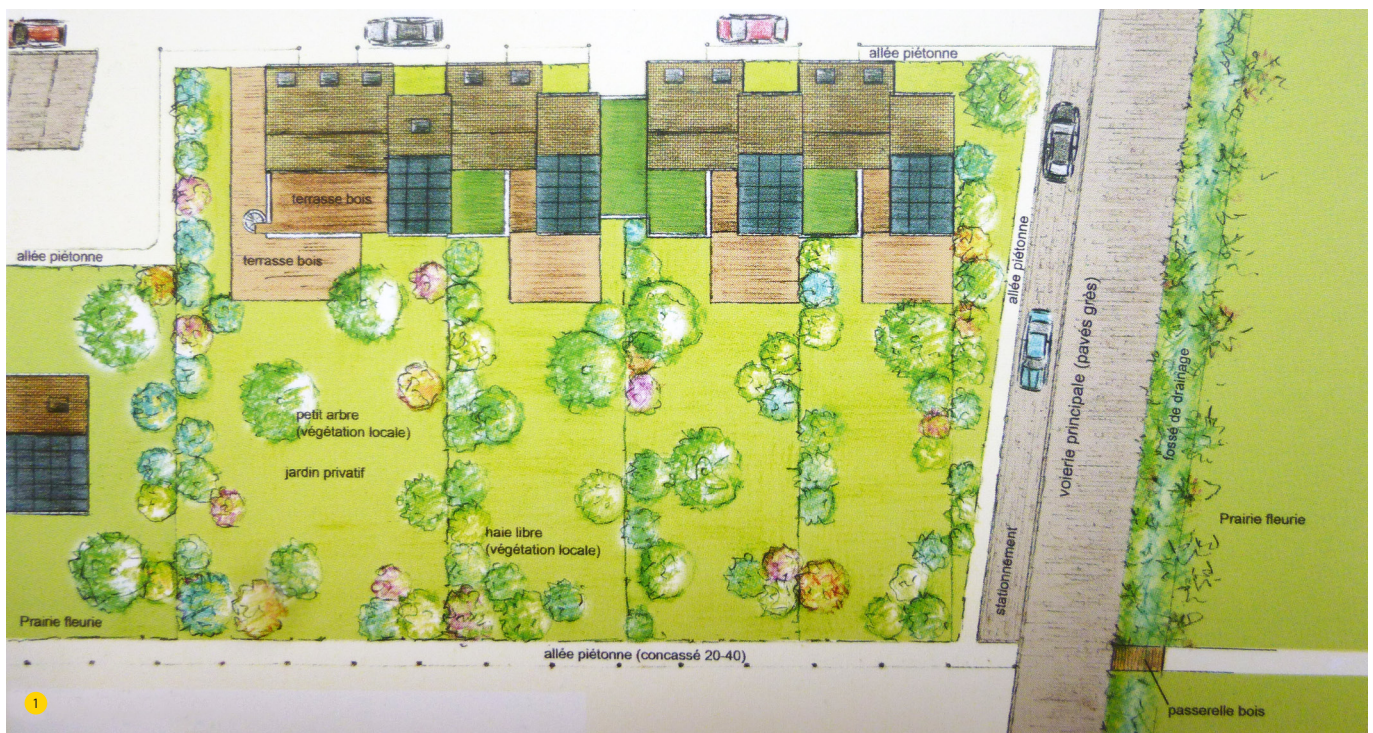 allée piétonne
terrasse bois
allée piétonne
terrasse bois
allée piétonne
voierie principale (pavés grès)
fossé de drainage
petit arbre
(végétation locale)
jardin privatif
haie libre
(végétation locale)
Prairie fleurie
stationnément
Prairie fleurie
allée piétonne (concassé 20-40)
passerelle bois
1